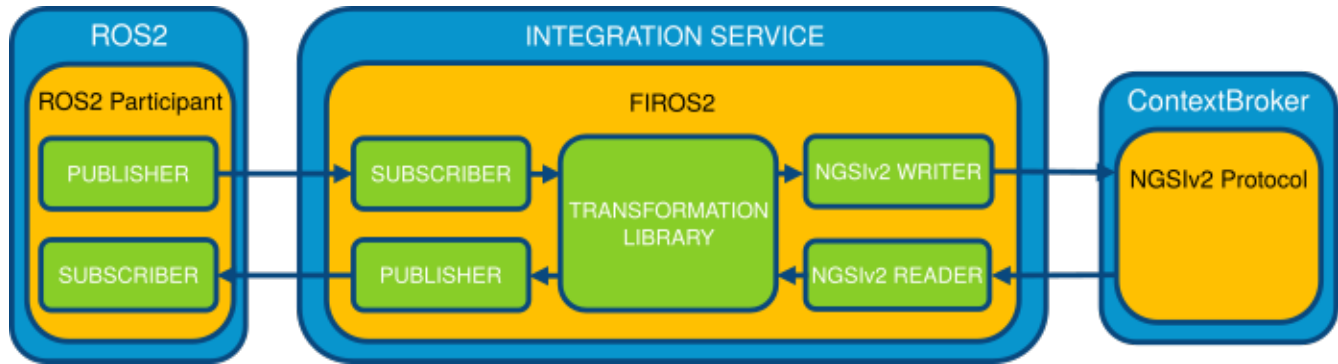 ROS2
INTEGRATION SERVICE
ContextBroker
ROS2 Participant
FIROS2
NGSIv2 Protocol
PUBLISHER
SUBSCRIBER
TRANSFORMATION
LIBRARY
NGSIv2 WRITER
SUBSCRIBER
PUBLISHER
NGSIv2 READER